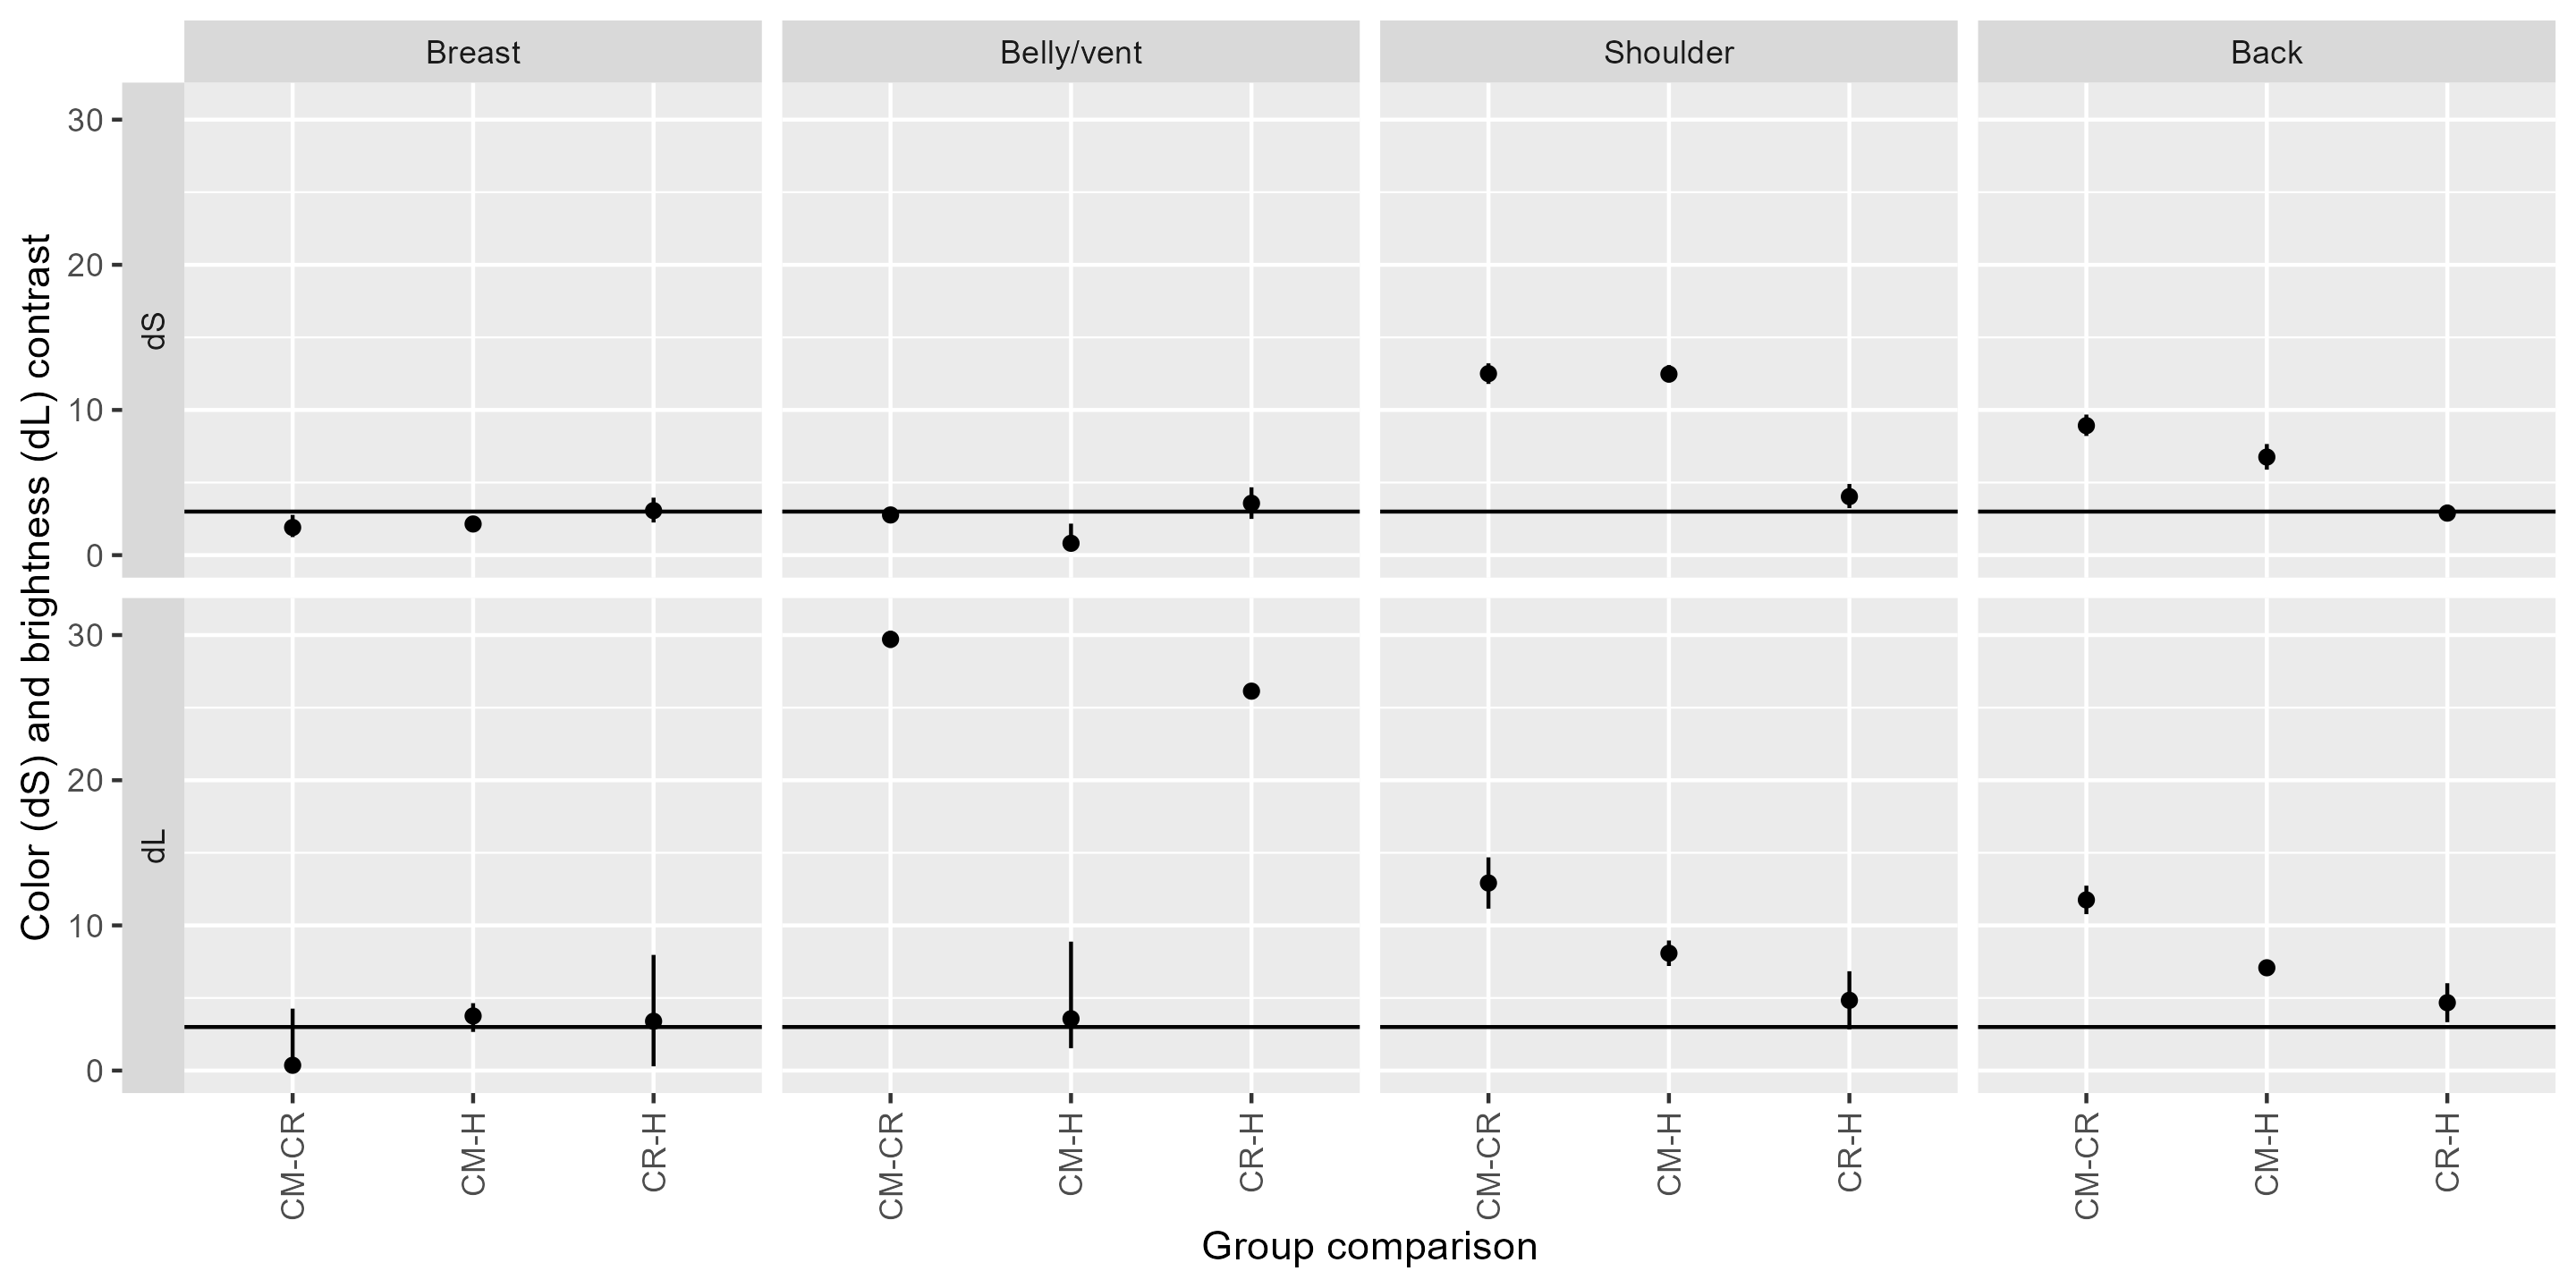 Breast Belly/vent Shoulder Back
Color (dS) and brightness (dL) contrast
dS
30
20
10
0
dL
30
20
10
0
CM-CR CM-H CR-H CM-CR CM-H CR-H CM-CR CM-H CR-H CM-CR CM-H CR-H
Group comparison